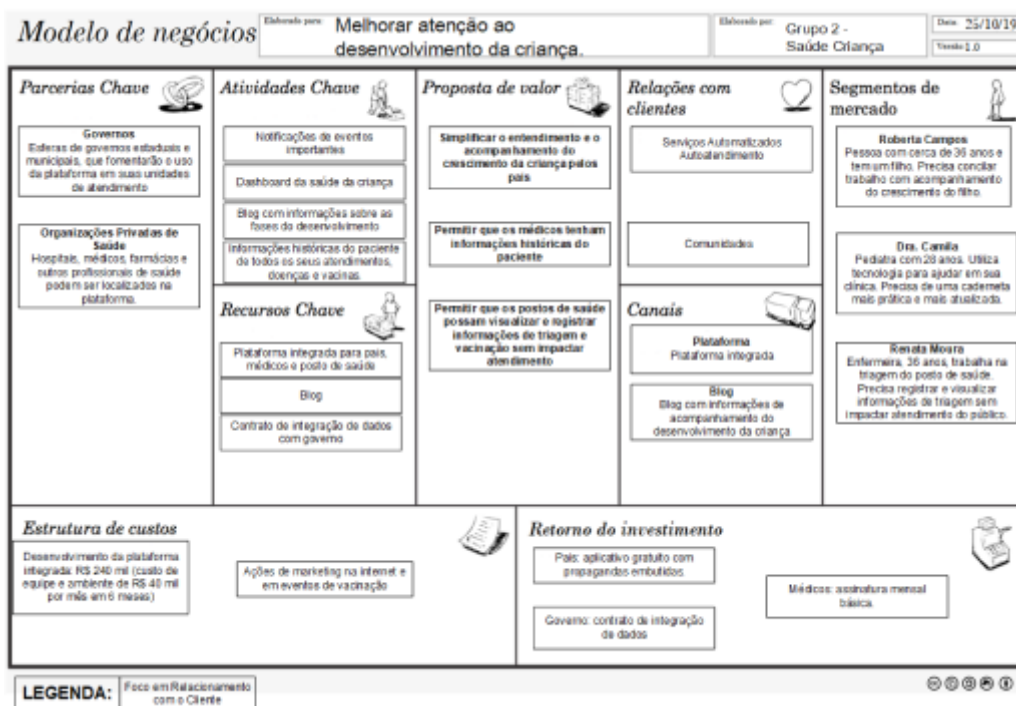 Modelo de negócios
Elaborado para:
Melhorar atenção ao
desenvolvimento da criança.
Elaborado por:
Grupo 2 -
Saúde Criança
Data: 25/10/19
Versão 1.0
Parcerias Chave
Governos
Esferas de governos estaduais e
municipais, que fomentarão o uso
da plataforma em suas unidades
de atendimento
Organizações Privadas de
Saúde
Hospitais, médicos, farmácias e
outros profissionais de saúde
podem ser localizados na
plataforma.
Atividades Chave
Notificações de eventos
importantes
Dashboard da saúde da criança
Blog com informações sobre as
fases do desenvolvimento
Informações históricas do paciente
de todos os seus atendimentos,
doenças e vacinas.
Recursos Chave
Plataforma integrada para pais,
médicos e posto de saúde
Blog
Contrato de integração de dados
com governo
Proposta de valor
Simplificar o entendimento e o
acompanhamento do
crescimento da criança pelos
pais
Permitir que os médicos tenham
informações históricas do
paciente
Permitir que os postos de saúde
possam visualizar e registrar
informações de triagem e
vacinação sem impactar
atendimento
Relações com
clientes
Serviços Automatizados
Autoatendimento
Comunidades
Canais
Plataforma
Plataforma integrada
Blog
Blog com informações de
acompanhamento do
desenvolvimento da criança
Segmentos de
mercado
Roberta Campos
Pessoa com cerca de 36 anos e
tem um filho. Precisa conciliar
trabalho com acompanhamento
do crescimento do filho.
Dra. Camila
Pediatra com 28 anos. Utiliza
tecnologia para ajudar em sua
clínica. Precisa de uma caderneta
mais prática e mais atualizada.
Renata Moura
Enfermeira, 36 anos, trabalha na
triagem do posto de saúde.
Precisa registrar e visualizar
informações de triagem sem
impactar atendimento do público.
Estrutura de custos
Desenvolvimento da plataforma
integrada: R$ 240 mil (custo de
equipe e ambiente de R$ 40 mil
por mês em 6 meses)
Ações de marketing na internet e
em eventos de vacinação
Retorno do investimento
Pais: aplicativo gratuito com
propagandas embutidas.
Governo: contrato de integração
de dados
Médicos: assinatura mensal
básica.
LEGENDA:
Foco em Relacionamento
com o Cliente